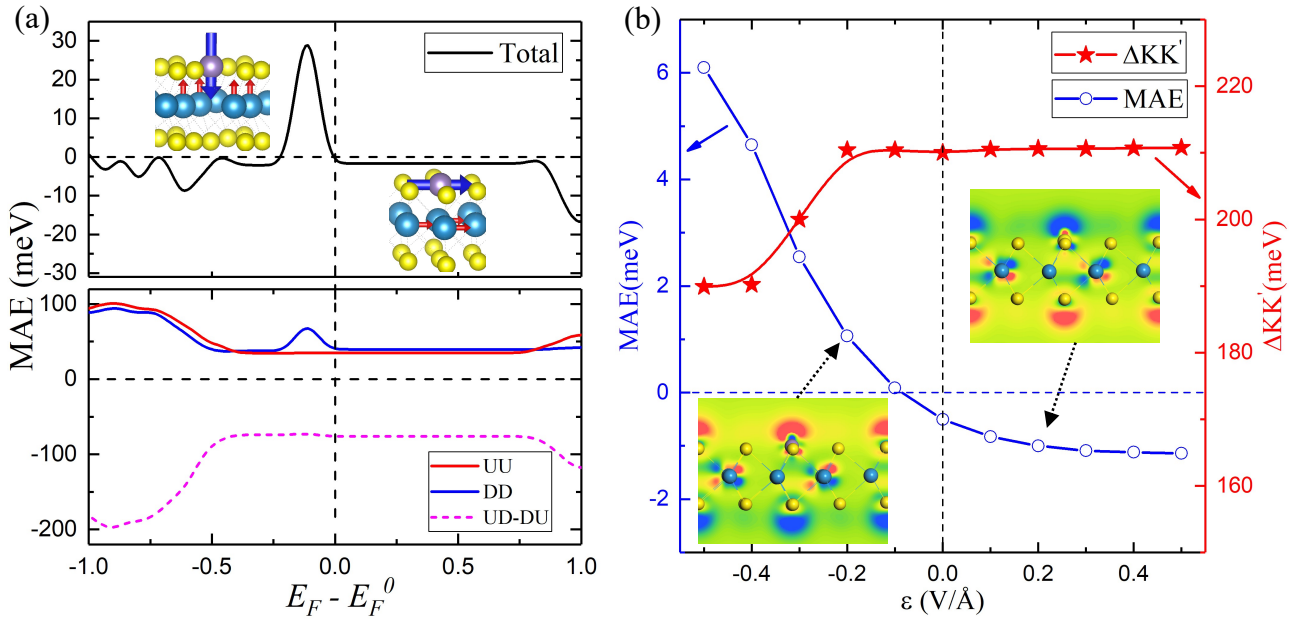 (a)
30
20
10
0
-10
-20
-30
Total
MAE (meV)
100
0
-100
-200
UU
DD
UD-DU
-1.0
-0.5
0.0
0.5
1.0
E_F - E_F^0
(b)
6
4
2
0
-2
MAE(meV)
ΔKK'
MAE
220
200
180
160
ΔKK'(meV)
-0.4
-0.2
0.0
0.2
0.4
ε (V/Å)